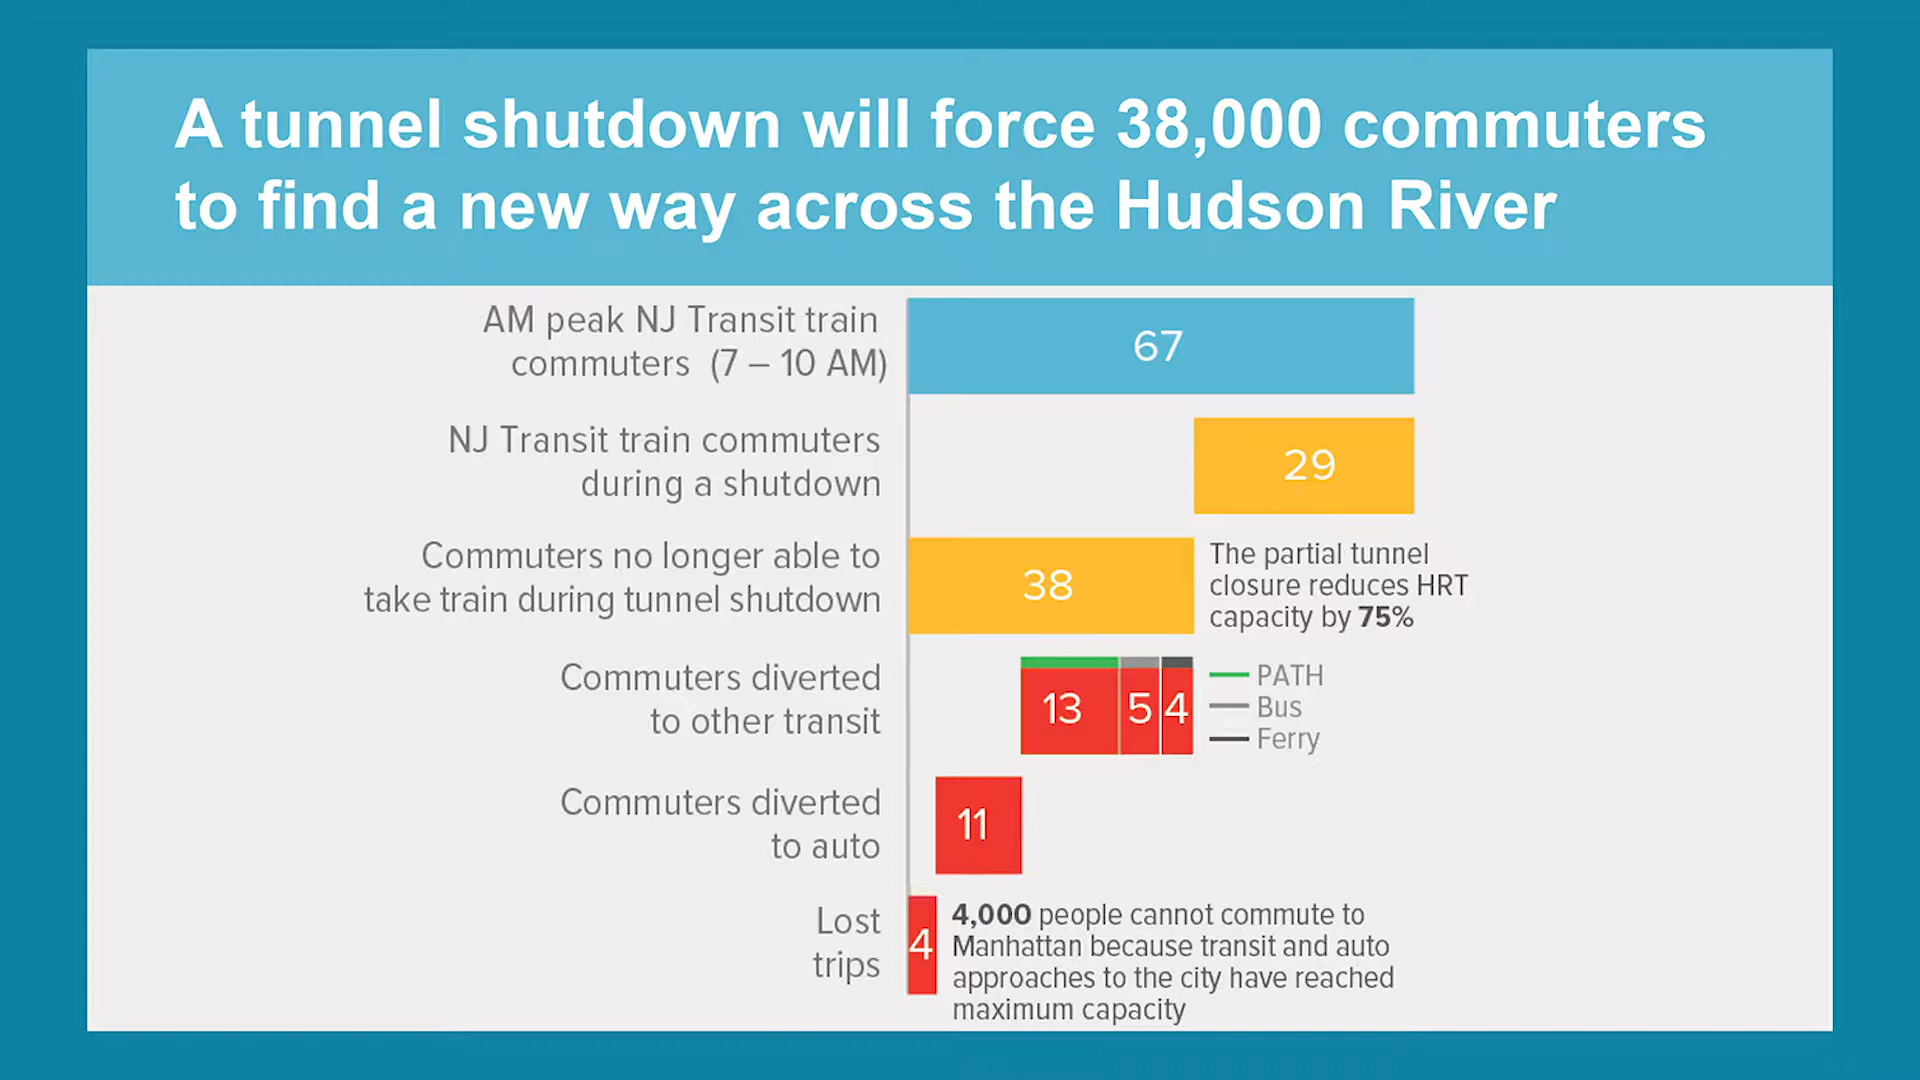 A tunnel shutdown will force 38,000 commuters
to find a new way across the Hudson River
AM peak NJ Transit train
commuters (7 – 10 AM)
67
NJ Transit train commuters
during a shutdown
29
Commuters no longer able to
take train during tunnel shutdown
38
The partial tunnel
closure reduces HRT
capacity by 75%
Commuters diverted
to other transit
13
5
4
PATH
Bus
Ferry
Commuters diverted
to auto
11
Lost
trips
4
4,000 people cannot commute to
Manhattan because transit and auto
approaches to the city have reached
maximum capacity